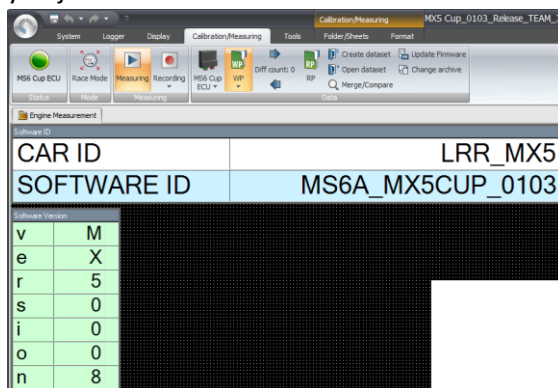 Calibration/Measuring MX5 Cup_0103_Release_TEAM_
System Logger Display Calibration/Measuring Tools Folder/Sheets Format
MS6 Cup ECU
Race Mode
Measuring
Recording
MS6 Cup ECU
WP
WP
Diff count: 0
RP
RP
Create dataset
Open dataset
Merge/Compare
Update Firmware
Change archive
Status Mode Measuring Data
Engine Measurement
Software ID
CAR ID LRR_MX5
SOFTWARE ID MS6A_MX5CUP_0103
Software Version
v M
e X
r 5
s 0
i 0
o 0
n 8